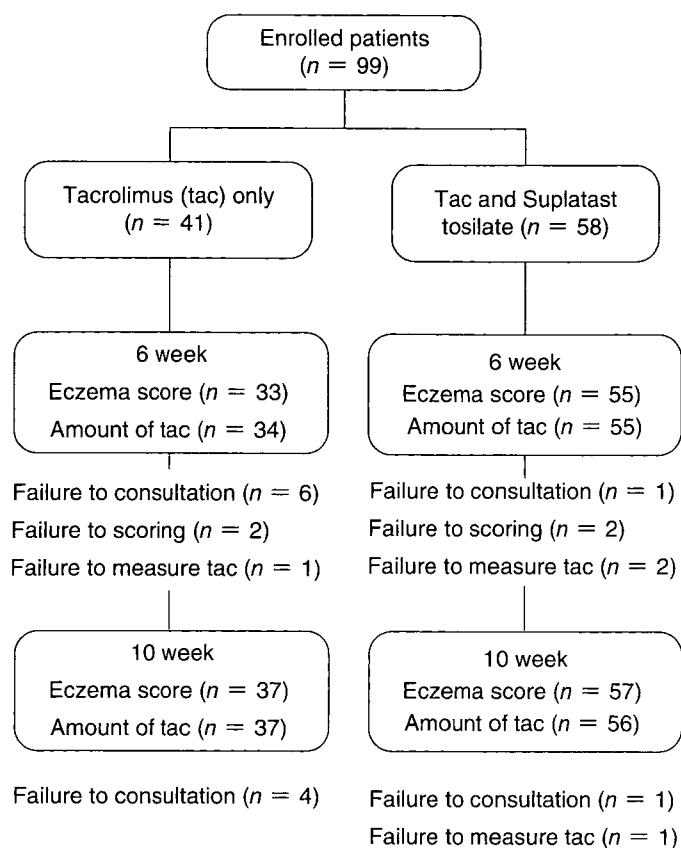 Enrolled patients
(n = 99)
Tacrolimus (tac) only
(n = 41)
Tac and Suplatast
tosilate (n = 58)
6 week
Eczema score (n = 33)
Amount of tac (n = 34)
6 week
Eczema score (n = 55)
Amount of tac (n = 55)
Failure to consultation (n = 6)
Failure to scoring (n = 2)
Failure to measure tac (n = 1)
Failure to consultation (n = 1)
Failure to scoring (n = 2)
Failure to measure tac (n = 2)
10 week
Eczema score (n = 37)
Amount of tac (n = 37)
10 week
Eczema score (n = 57)
Amount of tac (n = 56)
Failure to consultation (n = 4)
Failure to consultation (n = 1)
Failure to measure tac (n = 1)